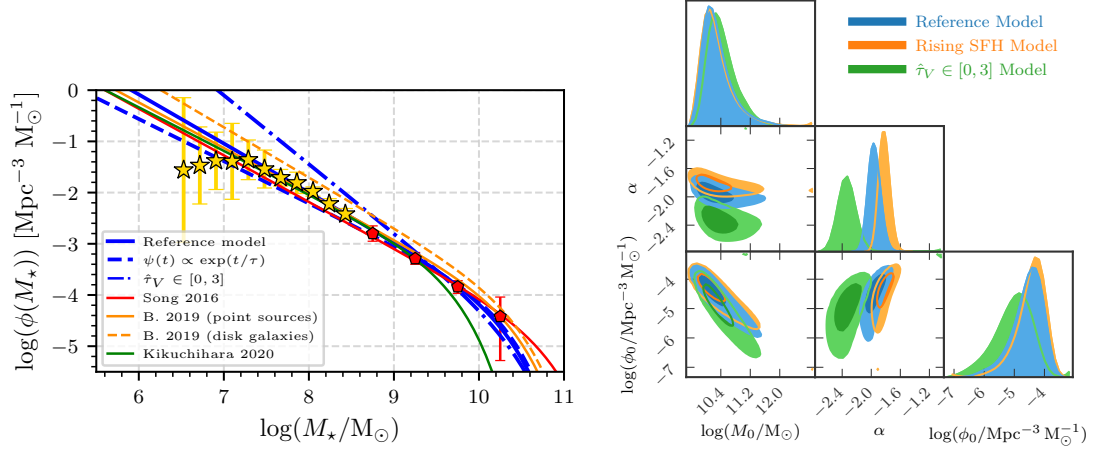 log(ϕ(M⋆)) [Mpc⁻³ M⊙⁻¹]
0
−1
−2
−3
−4
−5
6
7
8
9
10
11
log(M⋆/M⊙)
Reference model
ψ(t) ∝ exp(t/τ)
τ̂V ∈ [0, 3]
Song 2016
B. 2019 (point sources)
B. 2019 (disk galaxies)
Kikuchihara 2020
Reference Model
Rising SFH Model
τ̂V ∈ [0, 3] Model
α
−1.2
−1.6
−2.0
−2.4
log(ϕ0/Mpc⁻³ M⊙⁻¹)
−4
−5
−6
−7
10.4
11.2
12.0
log(M0/M⊙)
−2.4
−2.0
−1.6
−1.2
α
−7
−6
−5
−4
log(ϕ0/Mpc⁻³ M⊙⁻¹)